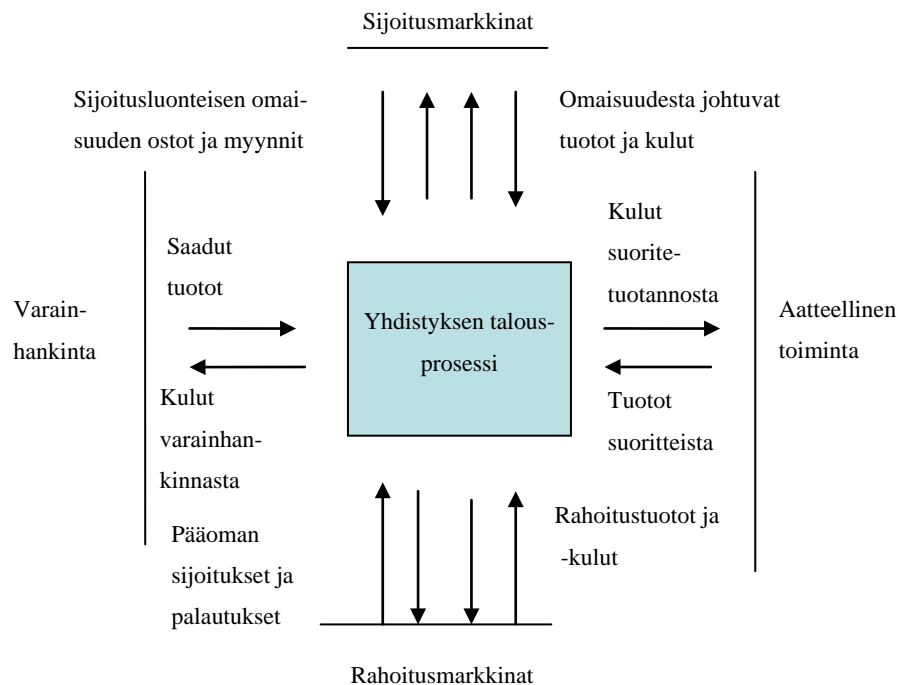 Sijoitusmarkkinat
Sijoitusluonteisen omai-
suuden ostot ja myynnit
Omaisuudesta johtuvat
tuotot ja kulut
Varain-
hankinta
Saadut
tuotot
Kulut
varainhan-
kinnasta
Yhdistyksen talous-
prosessi
Kulut
suorite-
tuotannosta
Tuotot
suoritteista
Aatteellinen
toiminta
Pääoman
sijoitukset ja
palautukset
Rahoitustuotot ja
-kulut
Rahoitusmarkkinat